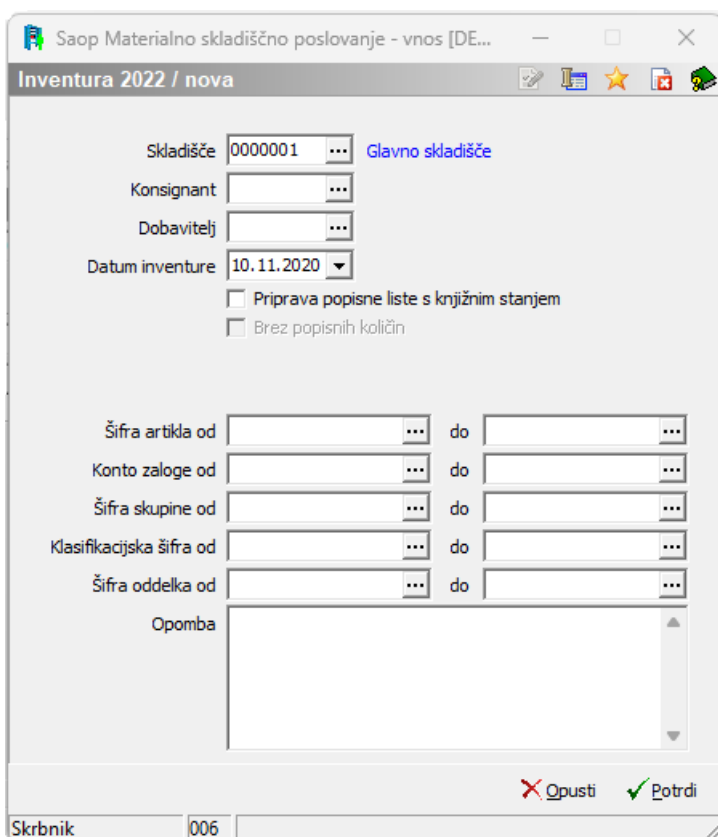 Saop Materialno skladiščno poslovanje - vnos [DE...
Inventura 2022 / nova
Skladišče 0000001 ... Glavno skladišče
Konsignant ...
Dobavitelj ...
Datum inventure 10.11.2020
Priprava popisne liste s knjižnim stanjem
Brez popisnih količin
Šifra artikla od ... do ...
Konto zaloge od ... do ...
Šifra skupine od ... do ...
Klasifikacijska šifra od ... do ...
Šifra oddelka od ... do ...
Opomba
Opusti Potrdi
Skrbnik 006